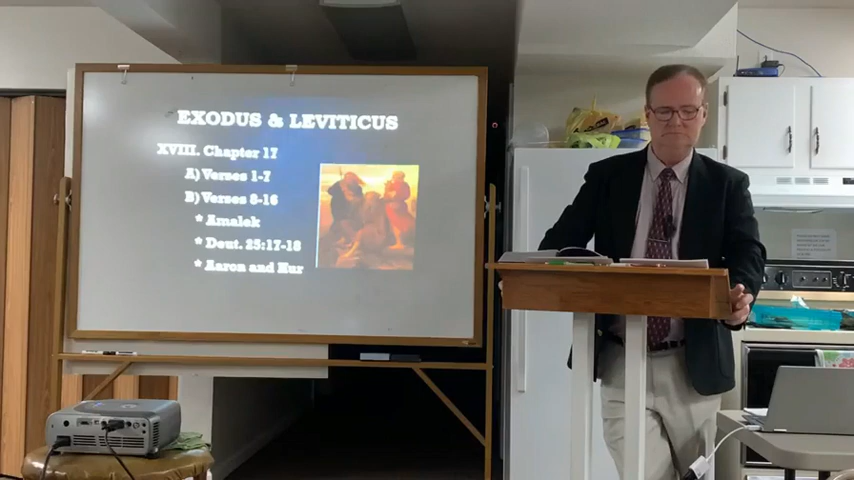 EXODUS & LEVITICUS
XVIII. Chapter 17
A) Verses 1-7
B) Verses 8-16
* Amalek
* Deut. 25:17-18
* Aaron and Hur